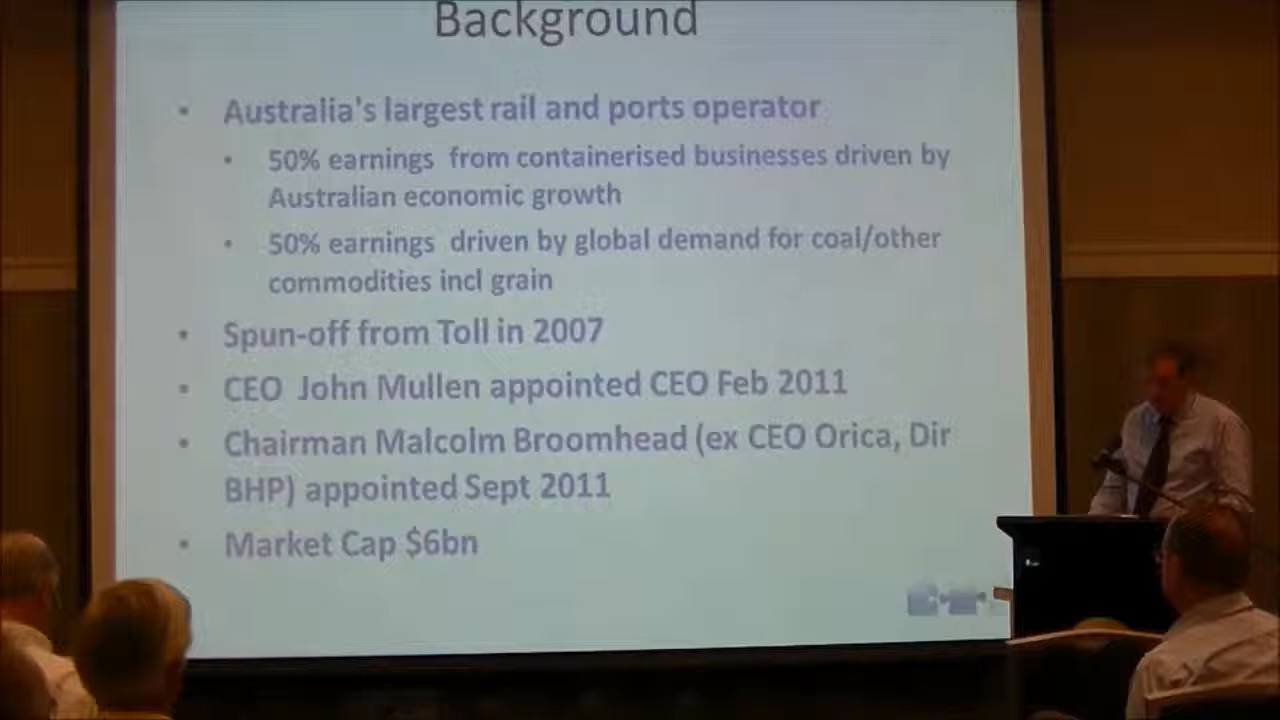 Background
• Australia's largest rail and ports operator
• 50% earnings from containerised businesses driven by
Australian economic growth
• 50% earnings driven by global demand for coal/other
commodities incl grain
• Spun-off from Toll in 2007
• CEO John Mullen appointed CEO Feb 2011
• Chairman Malcolm Broomhead (ex CEO Orica, Dir
BHP) appointed Sept 2011
• Market Cap $6bn